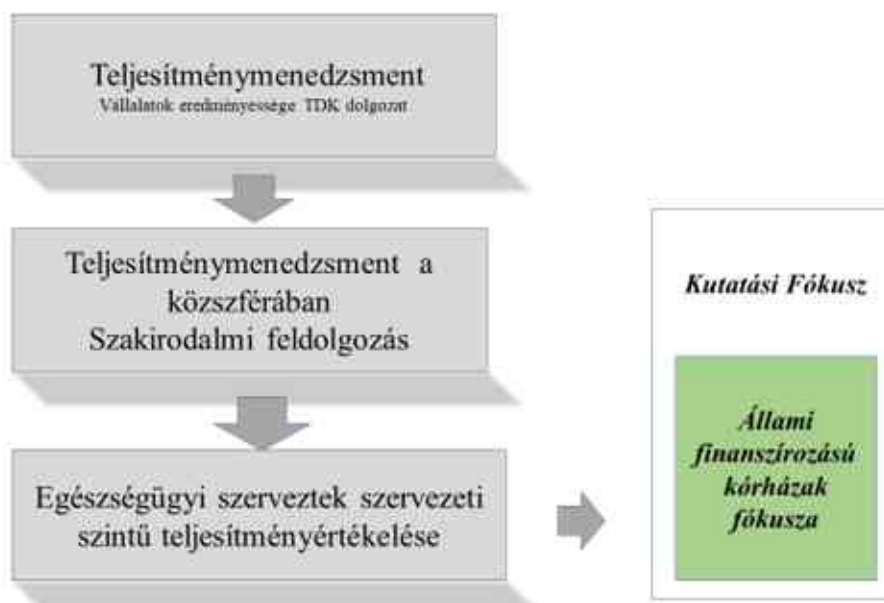 Teljesítménymenedzsment
Vállalatok eredményessége TDK dolgozat
Teljesítménymenedzsment a
közszférában
Szakirodalmi feldolgozás
Egészségügyi szerveztek szervezeti
szintű teljesítményértékelése
Kutatási Fókusz
Állami
finanszírozású
kórházak
fókusza